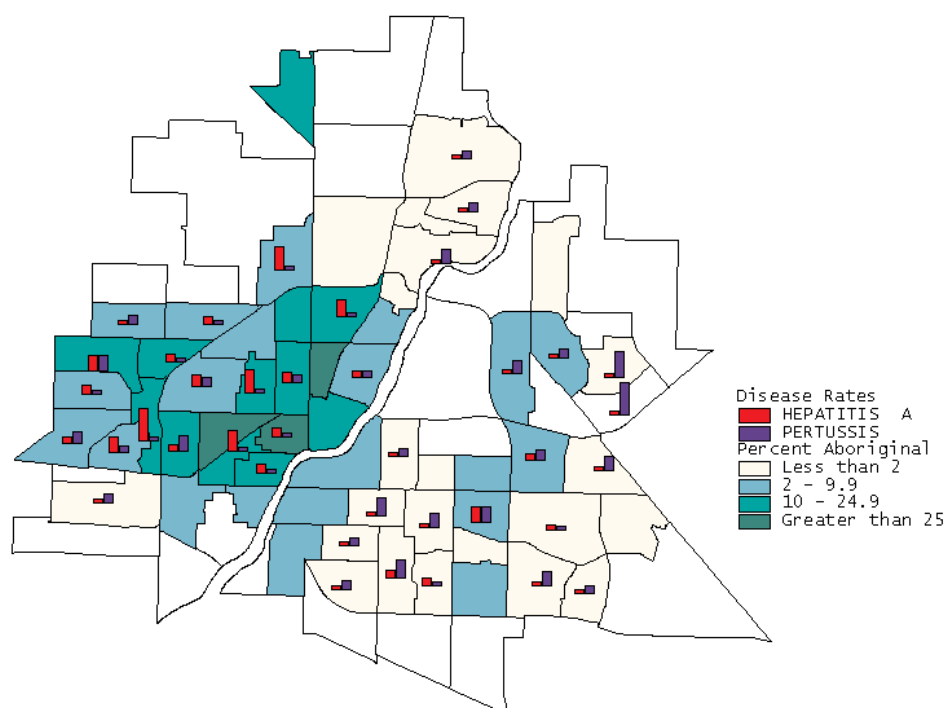 Disease Rates
HEPATITIS A
PERTUSSIS
Percent Aboriginal
Less than 2
2 - 9.9
10 - 24.9
Greater than 25